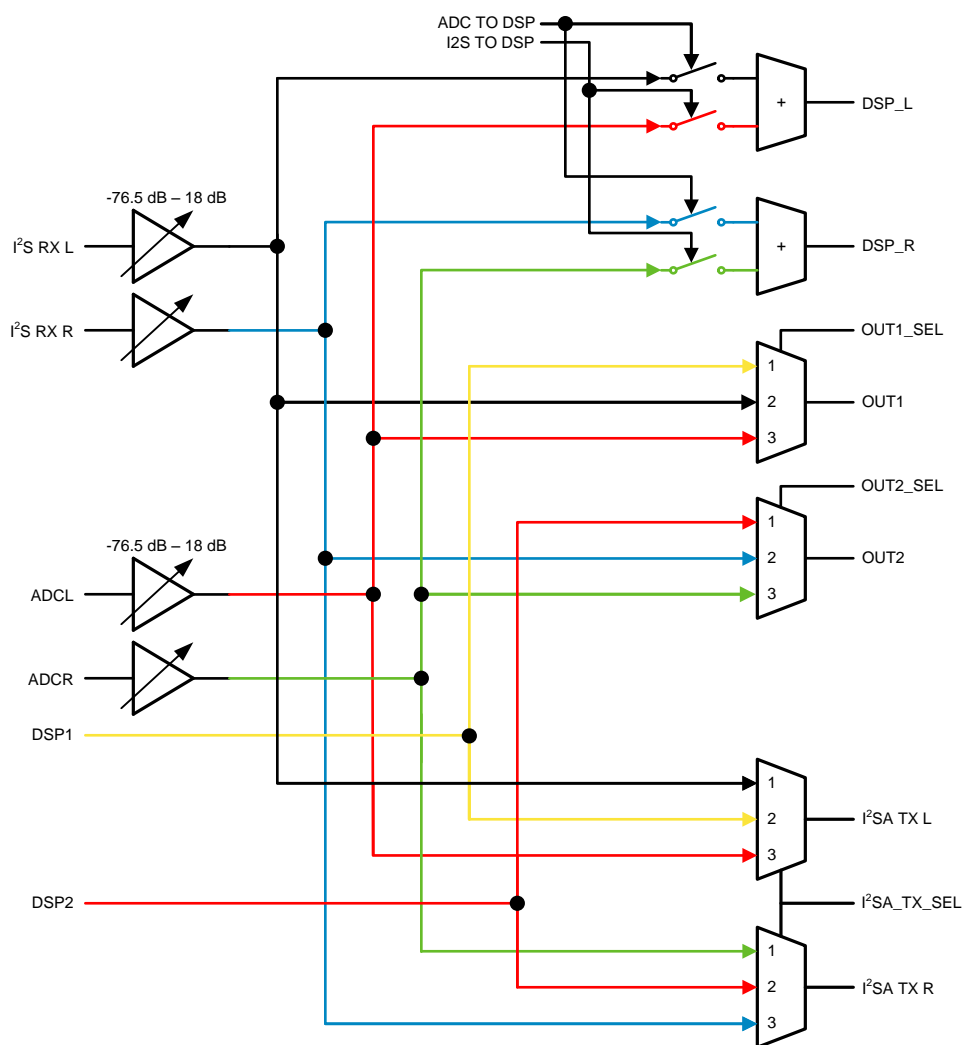 ADC TO DSP
I2S TO DSP
+
DSP_L
-76.5 dB – 18 dB
I²S RX L
+
DSP_R
I²S RX R
OUT1_SEL
1
2
3
OUT1
OUT2_SEL
1
2
3
OUT2
-76.5 dB – 18 dB
ADCL
ADCR
DSP1
1
2
3
I²SA TX L
DSP2
I²SA_TX_SEL
1
2
3
I²SA TX R